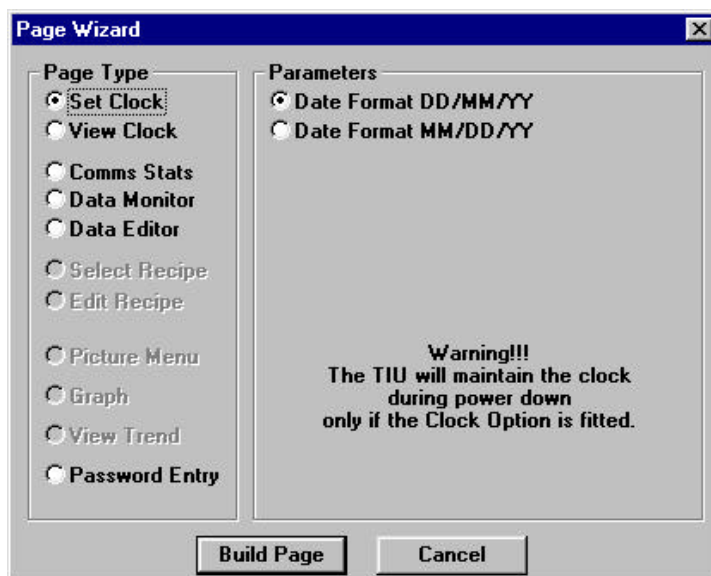 Page Wizard
Page Type
Set Clock
View Clock
Comms Stats
Data Monitor
Data Editor
Select Recipe
Edit Recipe
Picture Menu
Graph
View Trend
Password Entry
Parameters
Date Format DD/MM/YY
Date Format MM/DD/YY
Warning!!!
The TIU will maintain the clock
during power down
only if the Clock Option is fitted.
Build Page
Cancel